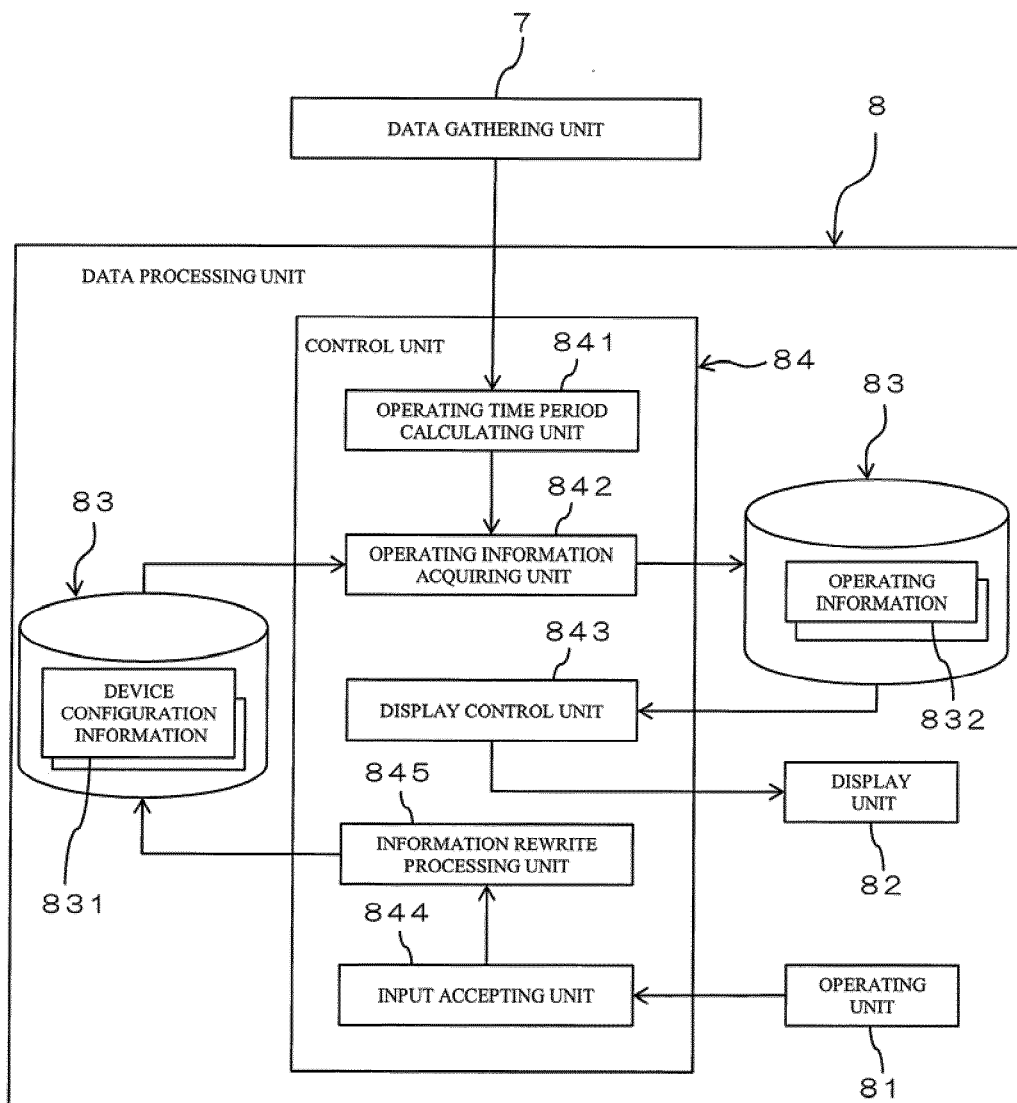 7
DATA GATHERING UNIT
8
DATA PROCESSING UNIT
CONTROL UNIT
841
84
OPERATING TIME PERIOD
CALCULATING UNIT
83
842
83
OPERATING INFORMATION
ACQUIRING UNIT
OPERATING
INFORMATION
843
DEVICE
CONFIGURATION
INFORMATION
DISPLAY CONTROL UNIT
832
845
DISPLAY
UNIT
INFORMATION REWRITE
PROCESSING UNIT
831
82
844
INPUT ACCEPTING UNIT
OPERATING
UNIT
81